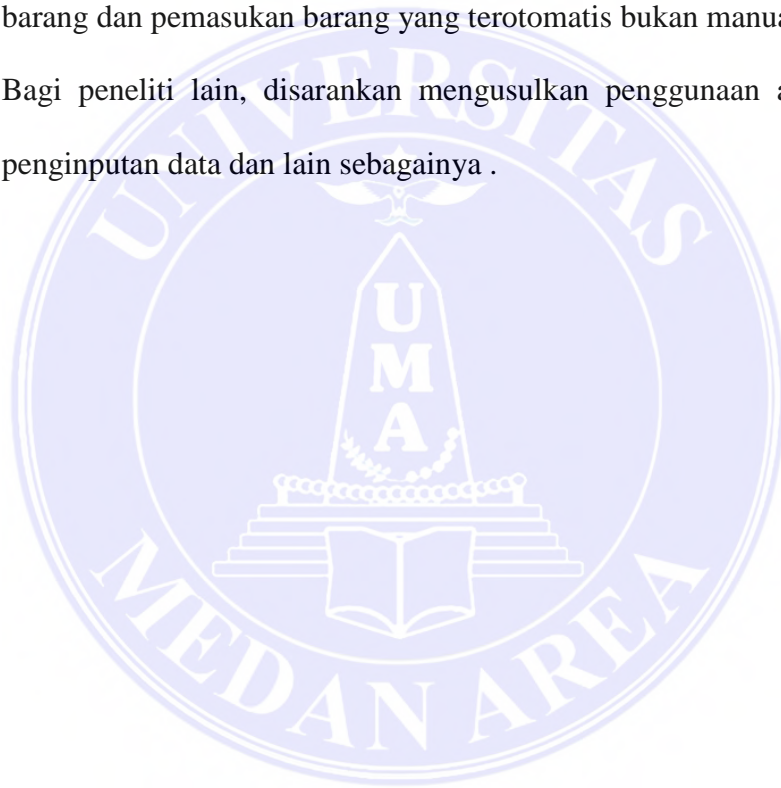 barang dan pemasukan barang yang terotomatis bukan
Bagi peneliti lain, disarankan mengusulkan penggunaan
penginputan data dan lain sebagainya .
UNIVERSITAS
UMA
MEDAN AREA